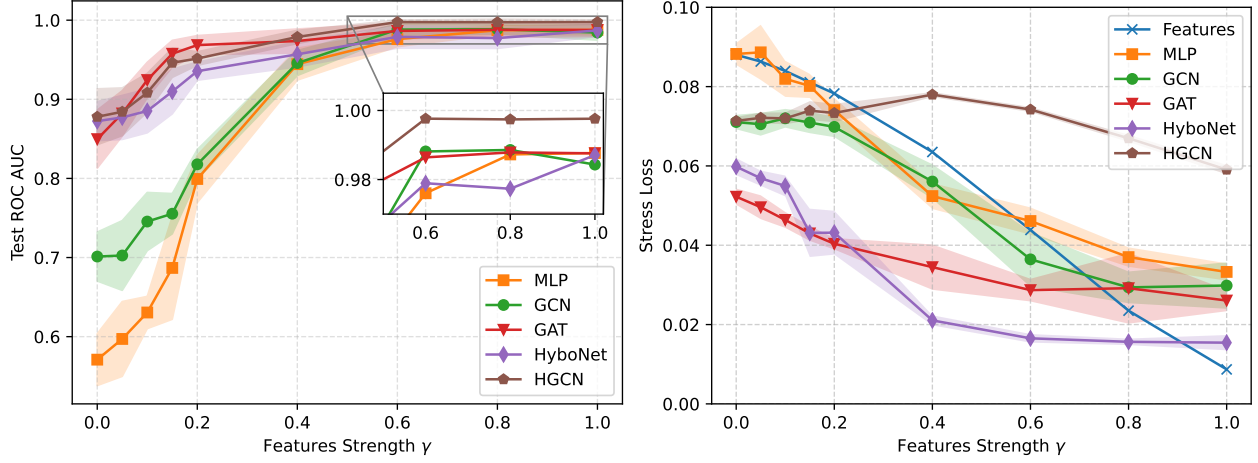 Test ROC AUC
1.0
0.9
0.8
0.7
0.6
1.00
0.98
0.6
0.8
1.0
MLP
GCN
GAT
HyboNet
HGCN
0.0
0.2
0.4
0.6
0.8
1.0
Features Strength γ
Stress Loss
0.10
0.08
0.06
0.04
0.02
0.00
Features
MLP
GCN
GAT
HyboNet
HGCN
0.0
0.2
0.4
0.6
0.8
1.0
Features Strength γ